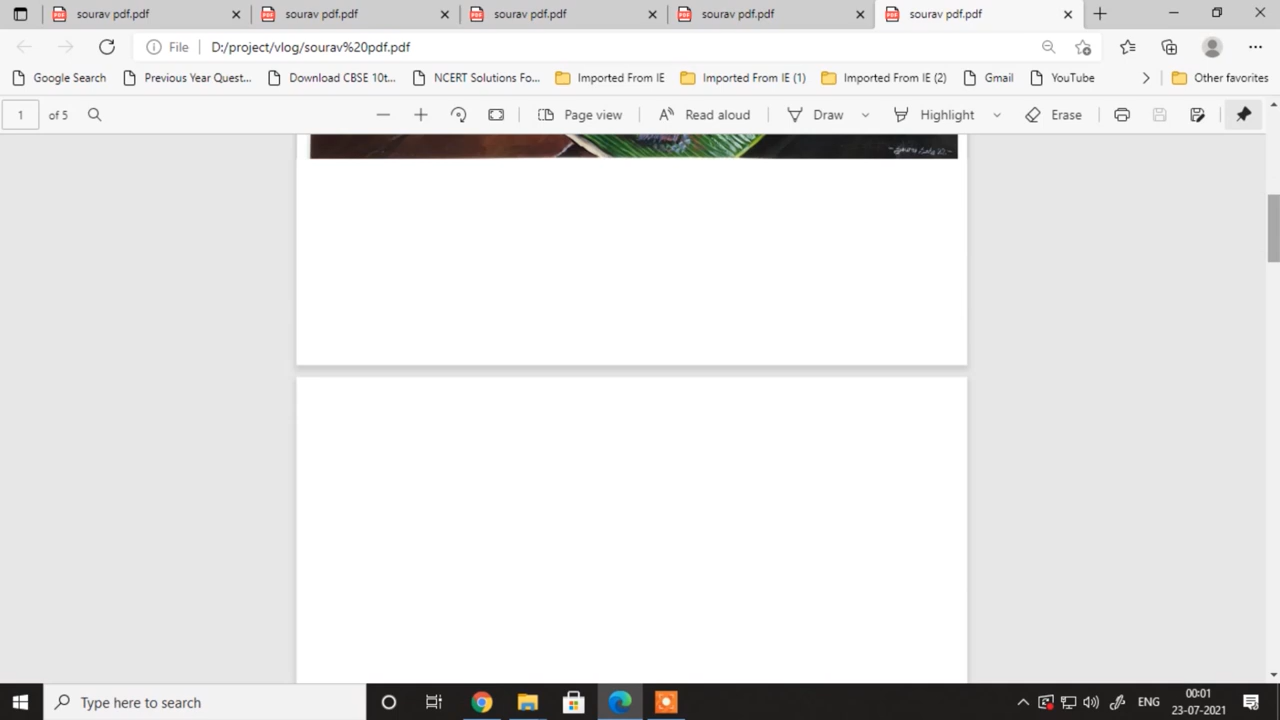 sourav pdf.pdf sourav pdf.pdf sourav pdf.pdf sourav pdf.pdf sourav pdf.pdf
File D:/project/vlog/sourav%20pdf.pdf
Google Search Previous Year Quest... Download CBSE 10t... NCERT Solutions Fo... Imported From IE Imported From IE (1) Imported From IE (2) Gmail YouTube Other favorites
1 of 5 Page view Read aloud Draw Highlight Erase
Type here to search ENG 00:01
23-07-2021